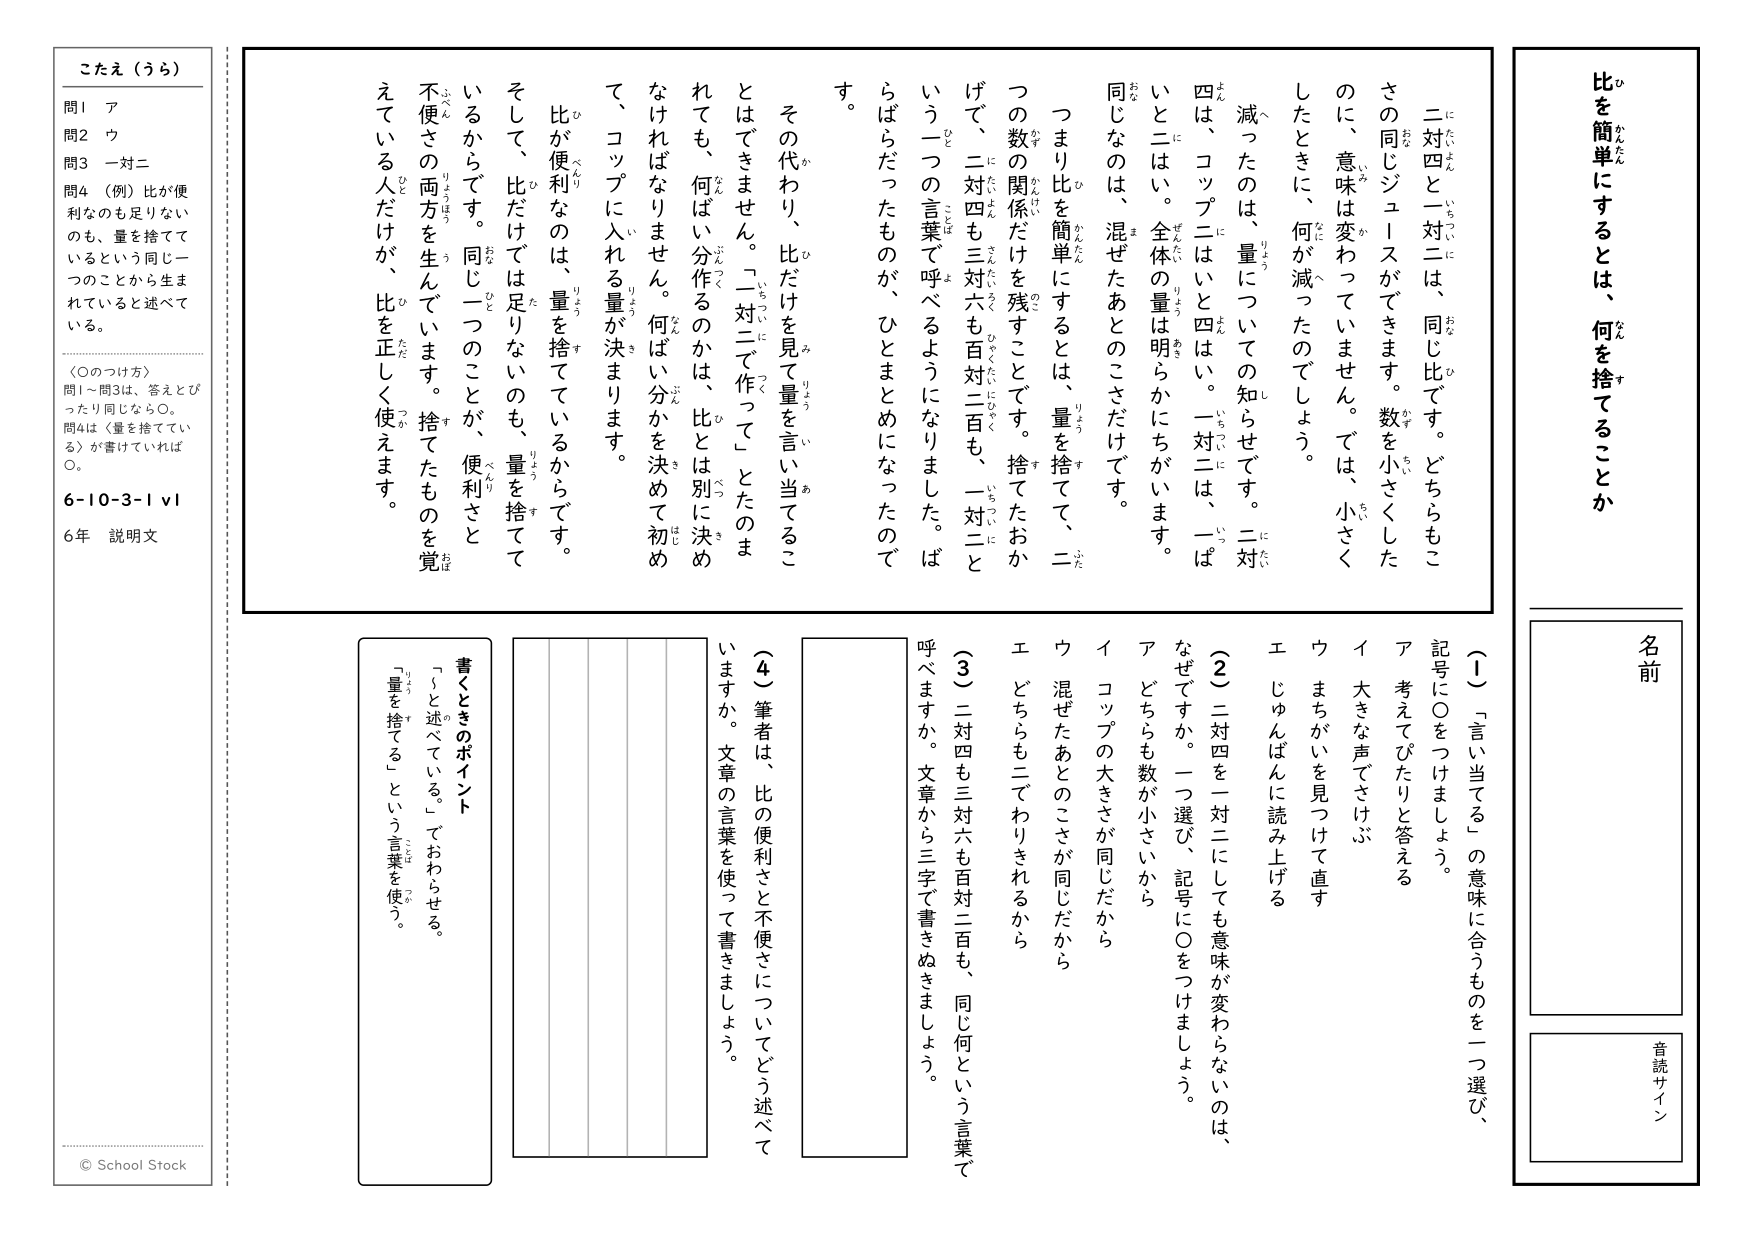 比を簡単にするとは、何を捨てることか
名前
音読サイン
二対四と一対二は、同じ比です。どちらもこ
さの同じジュースができます。数を小さくした
のに、意味は変わっていません。では、小さく
したときに、何が減ったのでしょう。
減ったのは、量についての知らせです。二対
四は、コップ二はいと四はい。一対二は、一ぱ
いと二はい。全体の量は明らかにちがいます。
同じなのは、混ぜたあとのこさだけです。
つまり比を簡単にするとは、量を捨てて、二
つの数の関係だけを残すことです。捨てたおか
げで、二対四も三対六も百対二百も、一対二と
いう一つの言葉で呼べるようになりました。ば
らばらだったものが、ひとまとめになったので
す。
その代わり、比だけを見て量を言い当てるこ
とはできません。「一対二で作って」とたのま
れても、何ばい分作るのかは、比とは別に決め
なければなりません。何ばい分かを決めて初め
て、コップに入れる量が決まります。
比が便利なのは、量を捨てているからです。
そして、比だけでは足りないのも、量を捨てて
いるからです。同じ一つのことが、便利さと
不便さの両方を生んでいます。捨てたものを覚
えている人だけが、比を正しく使えます。
(1)「言い当てる」の意味に合うものを一つ選び、
記号に〇をつけましょう。
ア 考えてぴたりと答える
イ 大きな声でさけぶ
ウ まちがいを見つけて直す
エ じゅんばんに読み上げる
(2)二対四を一対二にしても意味が変わらないのは、
なぜですか。一つ選び、記号に〇をつけましょう。
ア どちらも数が小さいから
イ コップの大きさが同じだから
ウ 混ぜたあとのこさが同じだから
エ どちらも二でわりきれるから
(3)二対四も三対六も百対二百も、同じ何という言葉で
呼べますか。文章から三字で書きぬきましょう。
(4)筆者は、比の便利さと不便さについてどう述べて
いますか。文章の言葉を使って書きましょう。
書くときのポイント
「〜と述べている。」でおわらせる。
「量を捨てる」という言葉を使う。
こたえ（うら）
問1 ア
問2 ウ
問3 一対二
問4 （例）比が便
利なのも足りない
のも、量を捨てて
いるという同じ一
つのことから生ま
れていると述べて
いる。
〈〇のつけ方〉
問1〜問3は、答えとぴ
ったり同じなら〇。
問4は〈量を捨ててい
る〉が書けていれば
〇。
6-10-3-1 v1
6年 説明文
© School Stock